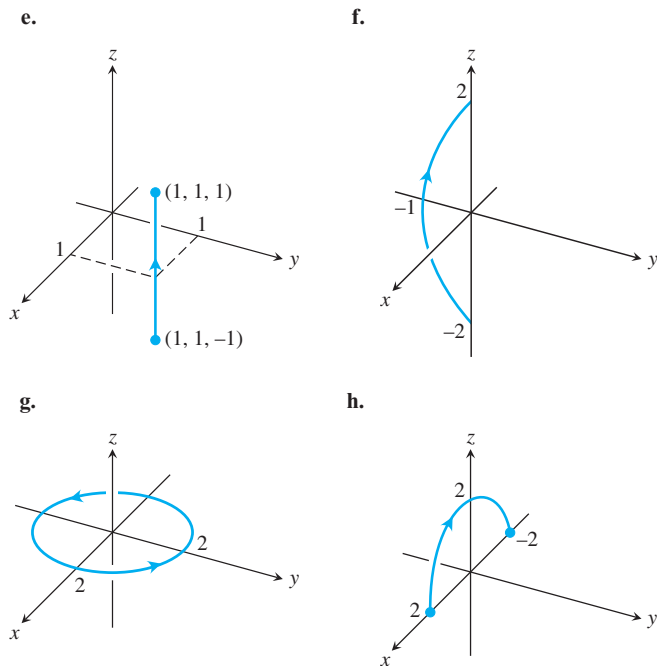 e.
z
(1, 1, 1)
1
1
y
x
(1, 1, –1)
f.
z
2
–1
y
x
–2
g.
z
2
2
y
x
h.
z
2
–2
2
y
x